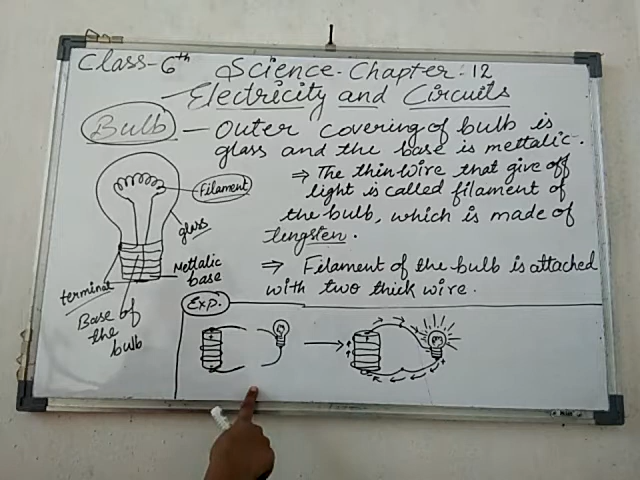 Class-6th Science-Chapter:12
Electricity and Circuits
Bulb - Outer covering of bulb is
glass and the base is mettalic.
⇒ The thin wire that give off
light is called filament of
the bulb, which is made of
tengsten.
⇒ Filament of the bulb is attached
with two thick wire.
Filament
glass
Mettalic
base
terminal
Base of
the
bulb
Exp.